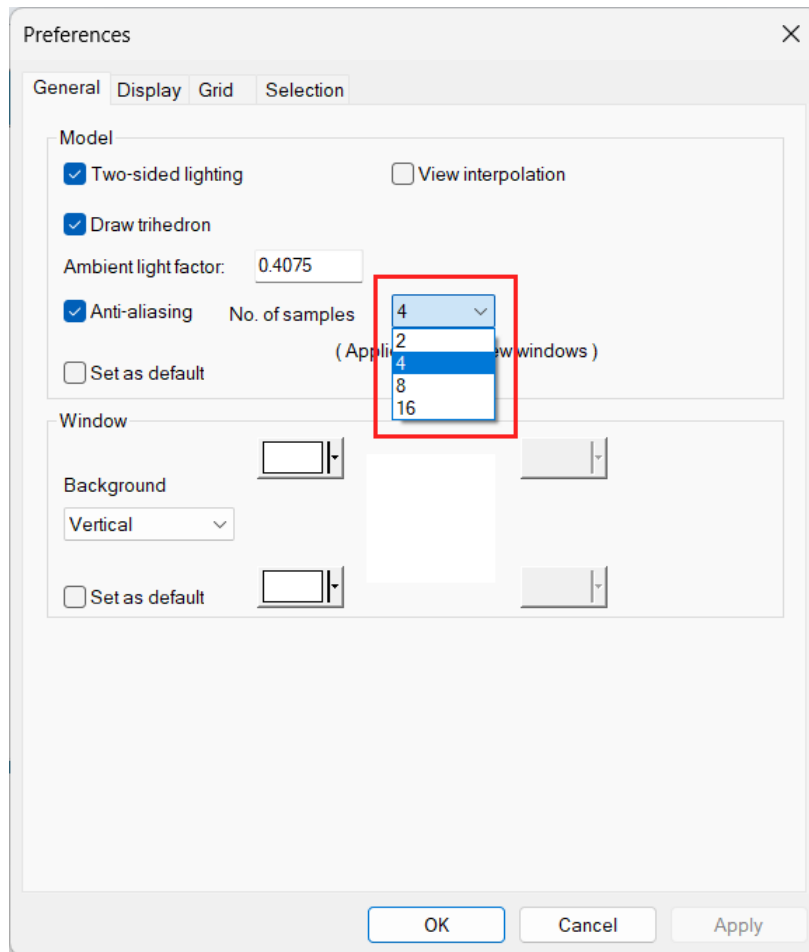 Preferences
General Display Grid Selection
Model
Two-sided lighting View interpolation
Draw trihedron
Ambient light factor: 0.4075
Anti-aliasing No. of samples 4
2
( Appli ew windows )
4
8
Set as default
16
Window
Background
Vertical
Set as default
OK Cancel Apply